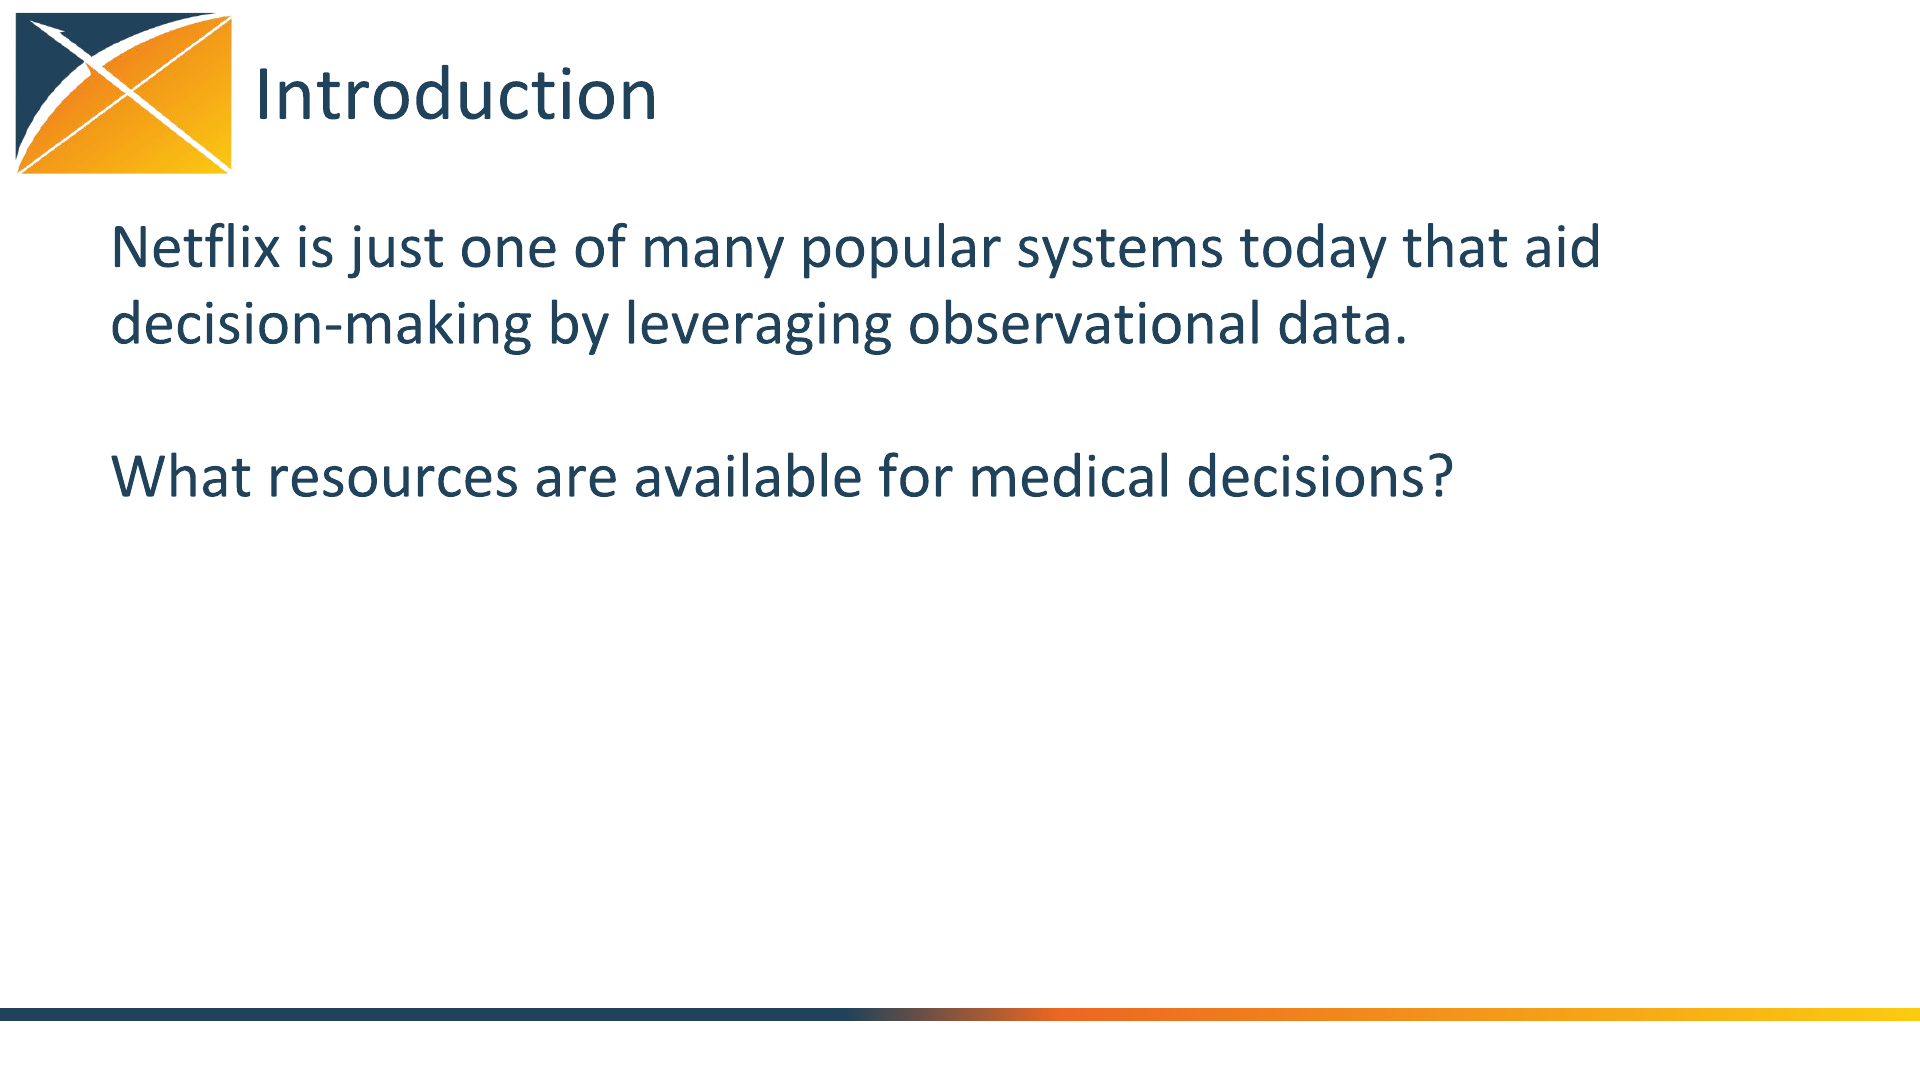 Introduction
Netflix is just one of many popular systems today that aid
decision-making by leveraging observational data.
What resources are available for medical decisions?